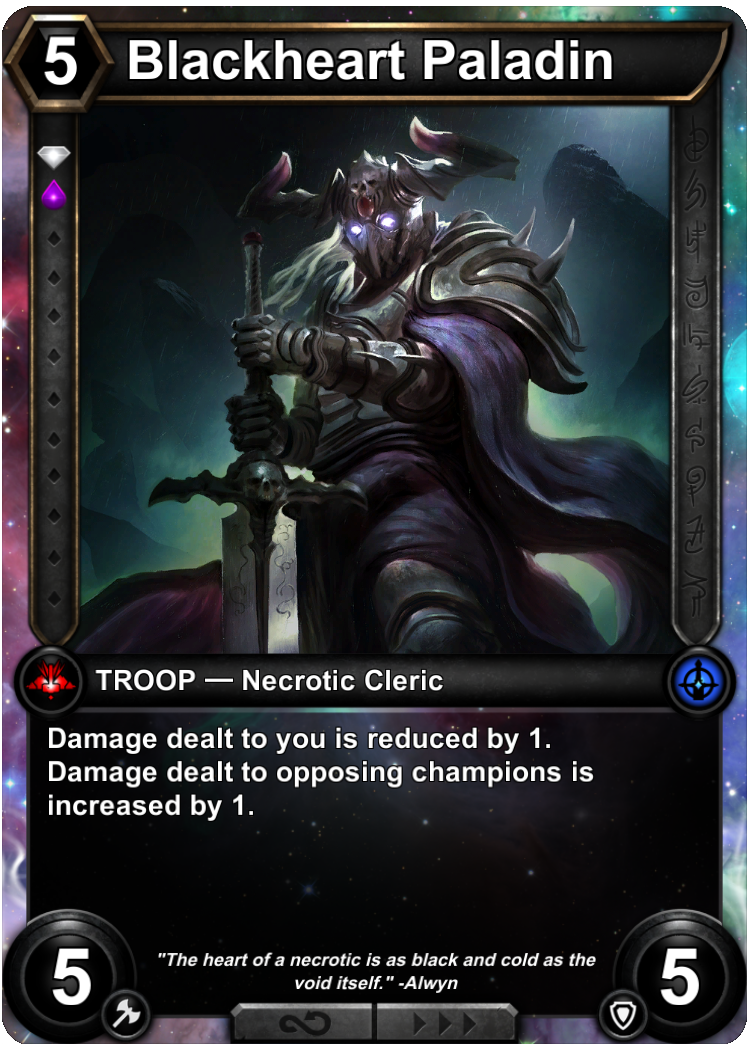 5 Blackheart Paladin
TROOP — Necrotic Cleric
Damage dealt to you is reduced by 1.
Damage dealt to opposing champions is
increased by 1.
"The heart of a necrotic is as black and cold as the
void itself." -Alwyn
5 5